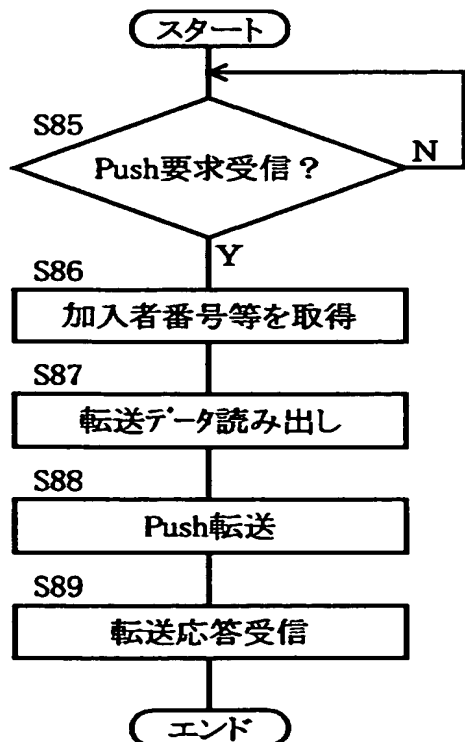 スタート
S85
Push要求受信？
N
Y
S86
加入者番号等を取得
S87
転送データ読み出し
S88
Push転送
S89
転送応答受信
エンド